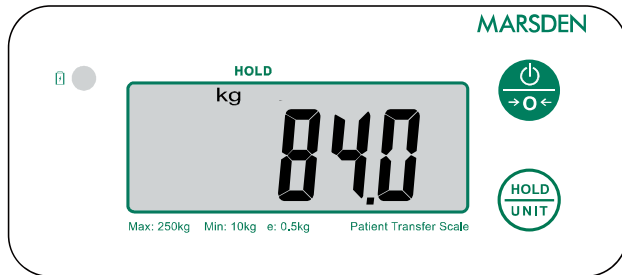 MARSDEN
HOLD
kg
84.0
→0←
HOLD
UNIT
Max: 250kg Min: 10kg e: 0.5kg Patient Transfer Scale